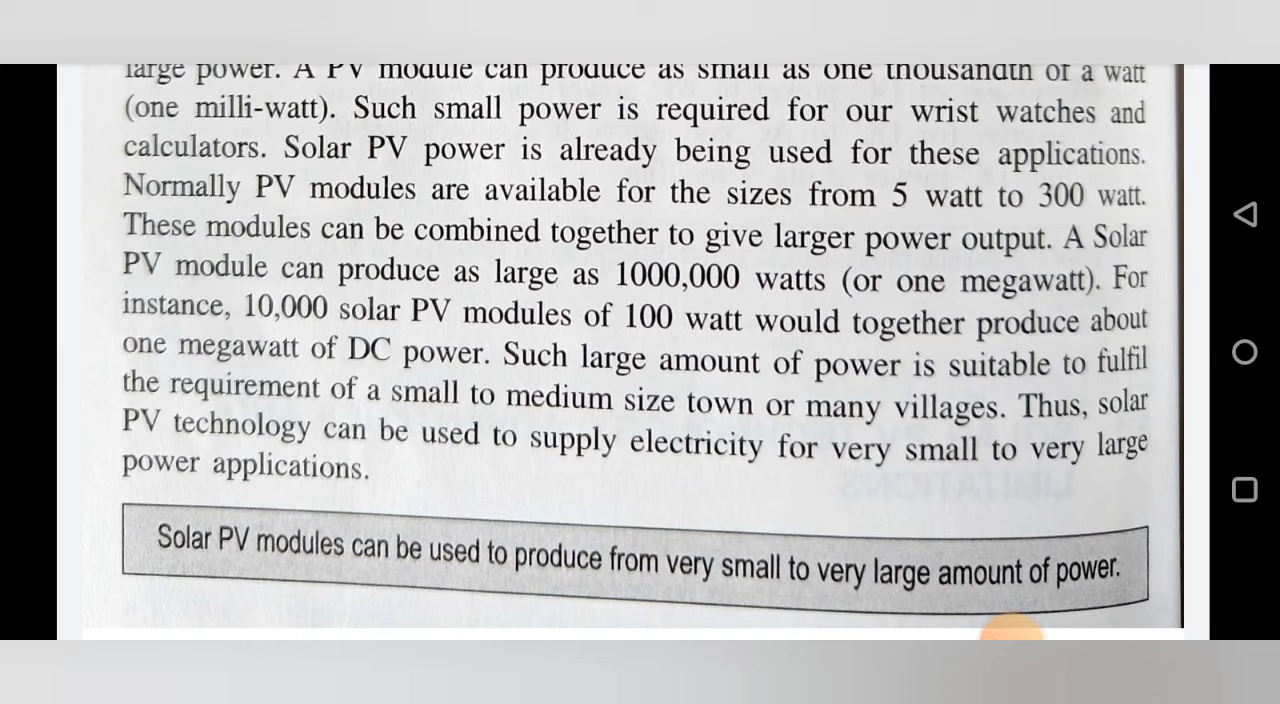 large power. A PV module can produce as small as one thousandth of a watt
(one milli-watt). Such small power is required for our wrist watches and
calculators. Solar PV power is already being used for these applications.
Normally PV modules are available for the sizes from 5 watt to 300 watt.
These modules can be combined together to give larger power output. A Solar
PV module can produce as large as 1000,000 watts (or one megawatt). For
instance, 10,000 solar PV modules of 100 watt would together produce about
one megawatt of DC power. Such large amount of power is suitable to fulfil
the requirement of a small to medium size town or many villages. Thus, solar
PV technology can be used to supply electricity for very small to very large
power applications.
Solar PV modules can be used to produce from very small to very large amount of power.